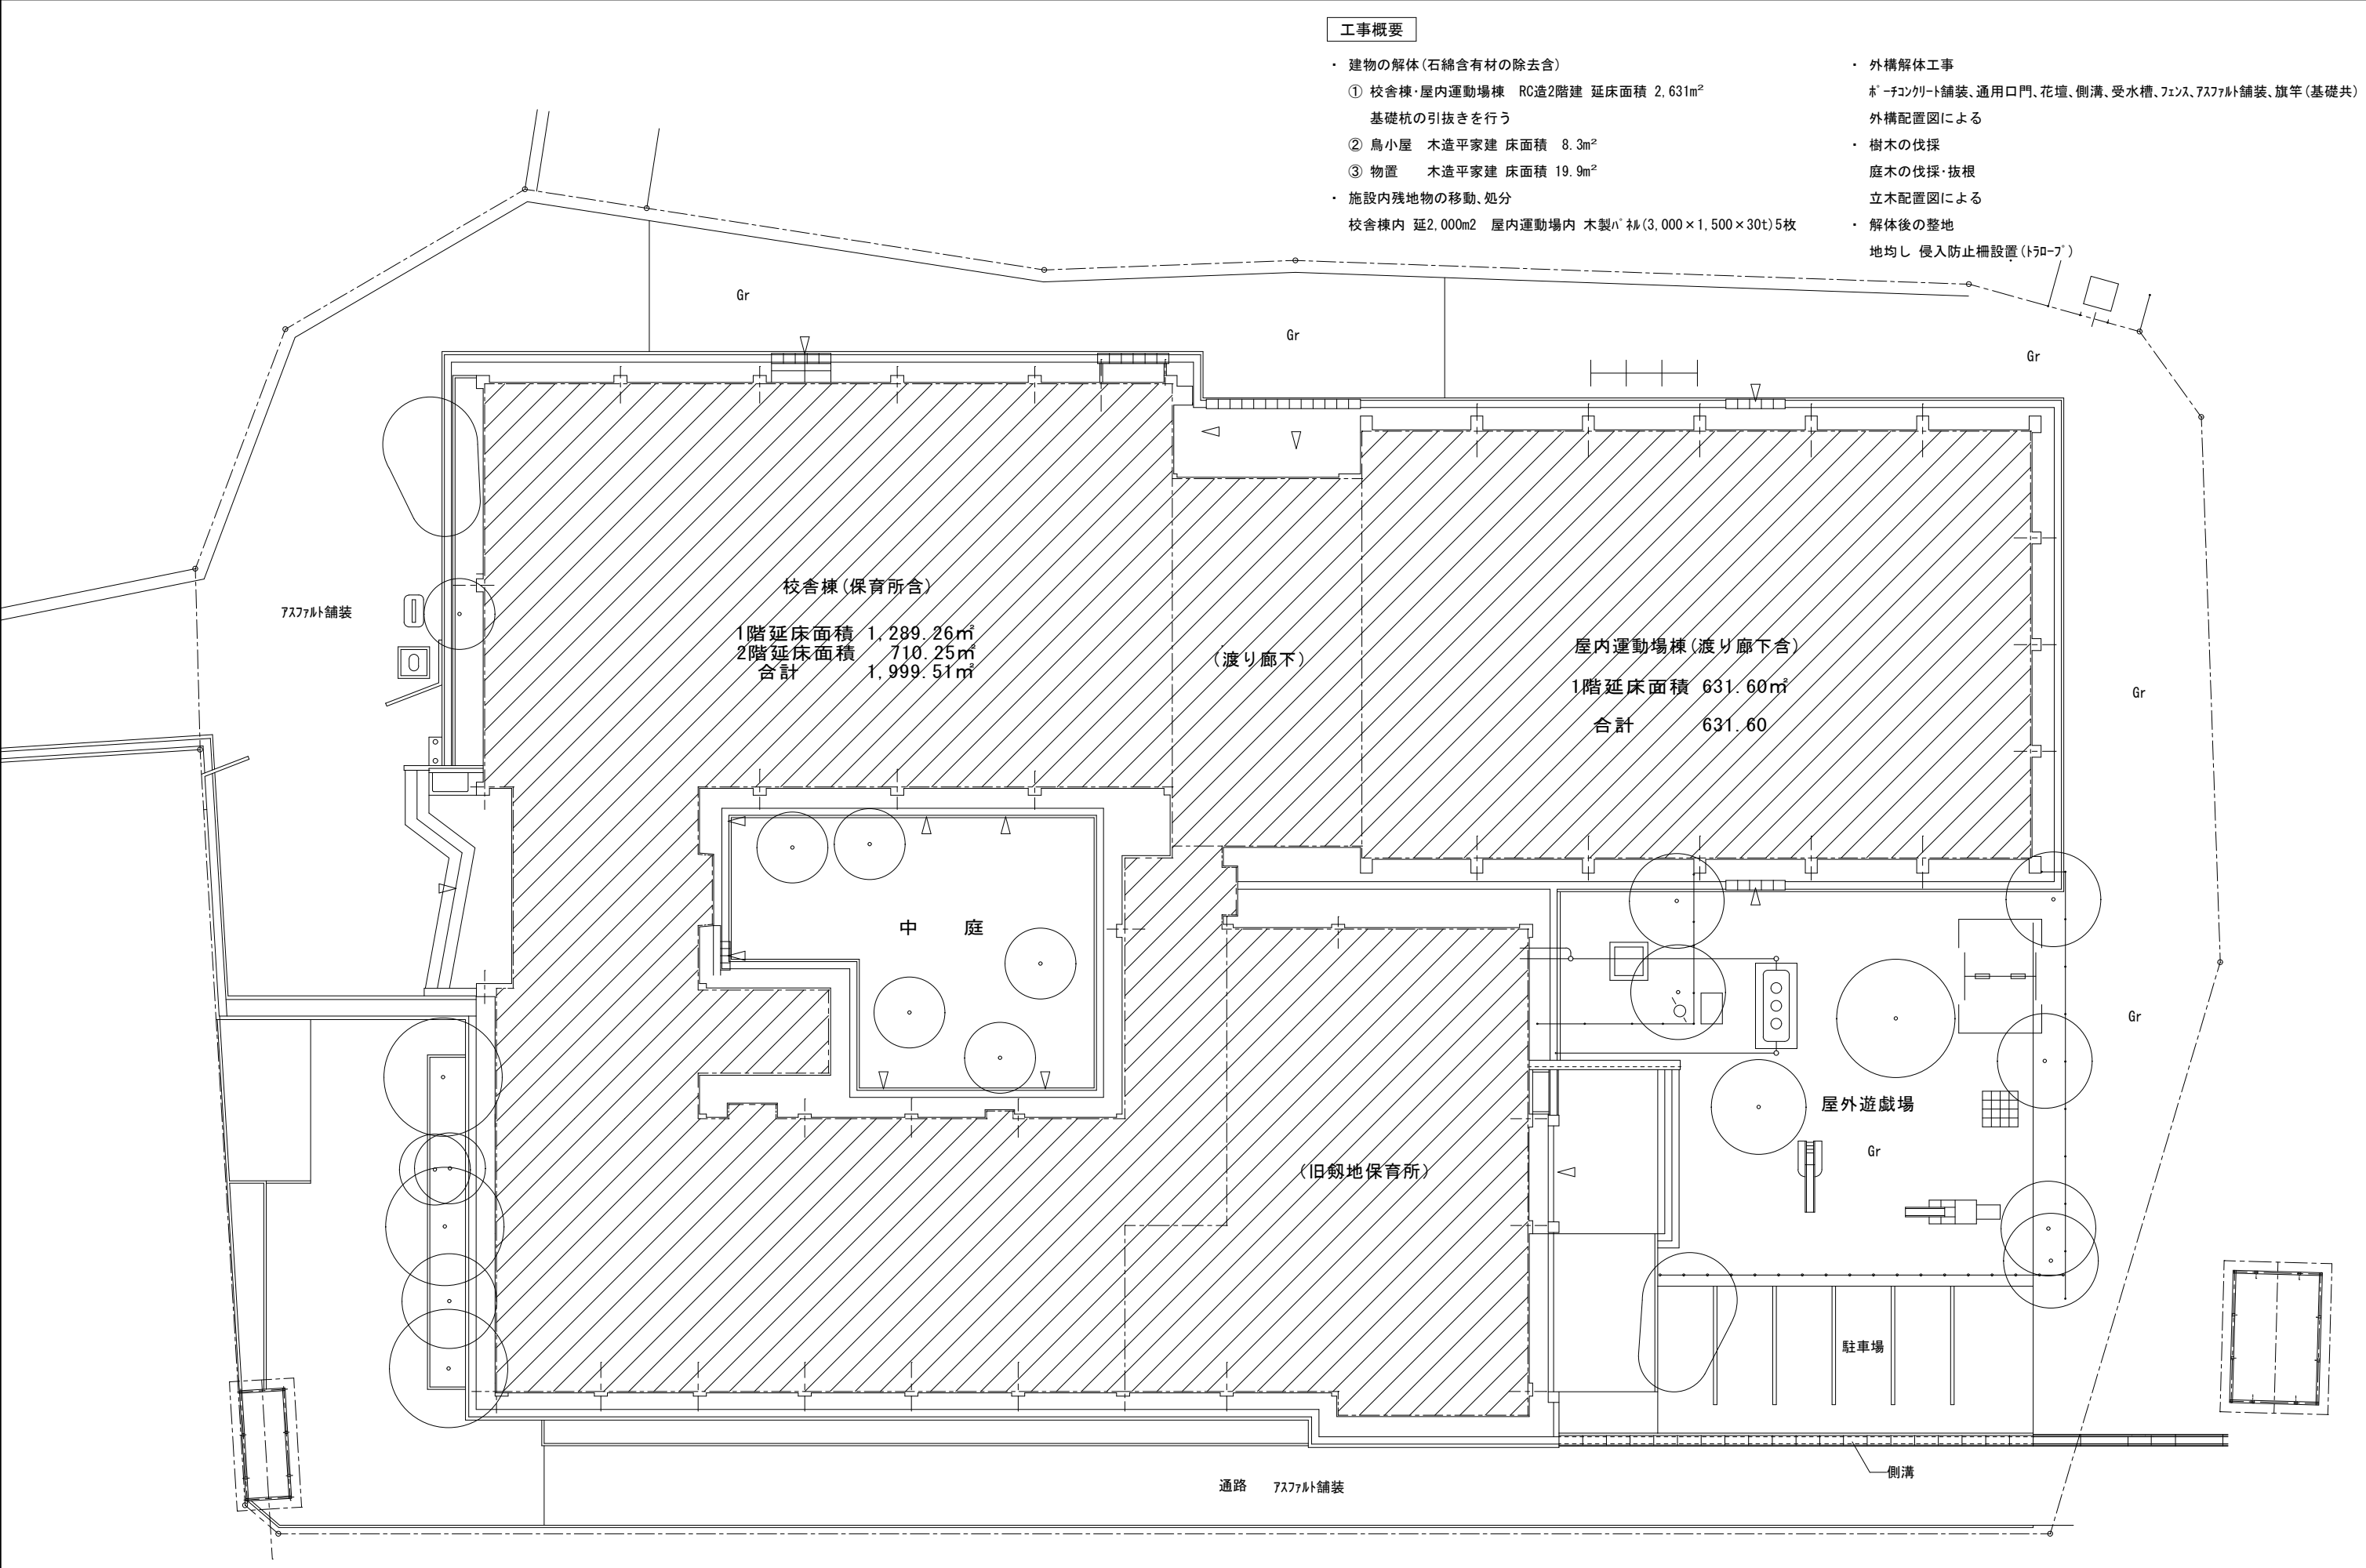 工事概要
・ 建物の解体(石綿含有材の除去含)
① 校舎棟･屋内運動場棟 RC造2階建 延床面積 2,631m²
基礎杭の引抜きを行う
② 鳥小屋 木造平家建 床面積 8.3m²
③ 物置 木造平家建 床面積 19.9m²
・ 施設内残地物の移動､処分
校舎棟内 延2,000m2 屋内運動場内 木製ﾊﾟﾈﾙ(3,000×1,500×30t)5枚
・ 外構解体工事
ﾎﾟｰﾁｺﾝｸﾘｰﾄ舗装､通用口門､花壇､側溝､受水槽､ﾌｪﾝｽ､ｱｽﾌｧﾙﾄ舗装､旗竿(基礎共)
外構配置図による
・ 樹木の伐採
庭木の伐採･抜根
立木配置図による
・ 解体後の整地
地均し 侵入防止柵設置(ﾄﾗﾛｰﾌﾟ)
Gr
Gr
Gr
ｱｽﾌｧﾙﾄ舗装
校舎棟(保育所含)
1階延床面積 1,289.26㎡
2階延床面積 710.25㎡
合計 1,999.51㎡
(渡り廊下)
屋内運動場棟(渡り廊下含)
1階延床面積 631.60㎡
合計 631.60
Gr
中 庭
Gr
屋外遊戯場
Gr
(旧剱地保育所)
駐車場
側溝
通路 ｱｽﾌｧﾙﾄ舗装